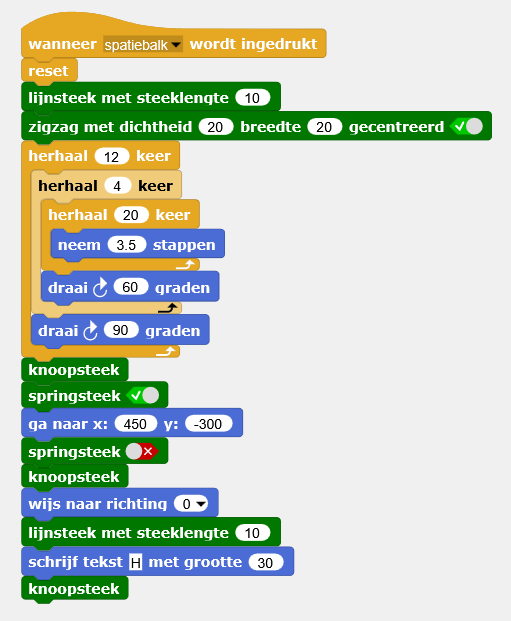 wanneer spatiebalk wordt ingedrukt
reset
lijnsteek met steeklengte 10
zigzag met dichtheid 20 breedte 20 gecentreerd
herhaal 12 keer
herhaal 4 keer
herhaal 20 keer
neem 3.5 stappen
draai 60 graden
draai 90 graden
knoopsteek
springsteek
ga naar x: 450 y: -300
springsteek
knoopsteek
wijs naar richting 0
lijnsteek met steeklengte 10
schrijf tekst H met grootte 30
knoopsteek